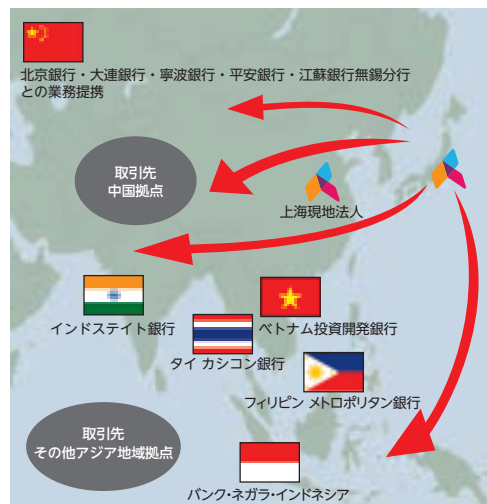 北京銀行・大連銀行・寧波銀行・平安銀行・江蘇銀行無錫分行
との業務提携
取引先
中国拠点
上海現地法人
インドステイト銀行
ベトナム投資開発銀行
タイ カシコン銀行
フィリピン メトロポリタン銀行
取引先
その他アジア地域拠点
バンク・ネガラ・インドネシア